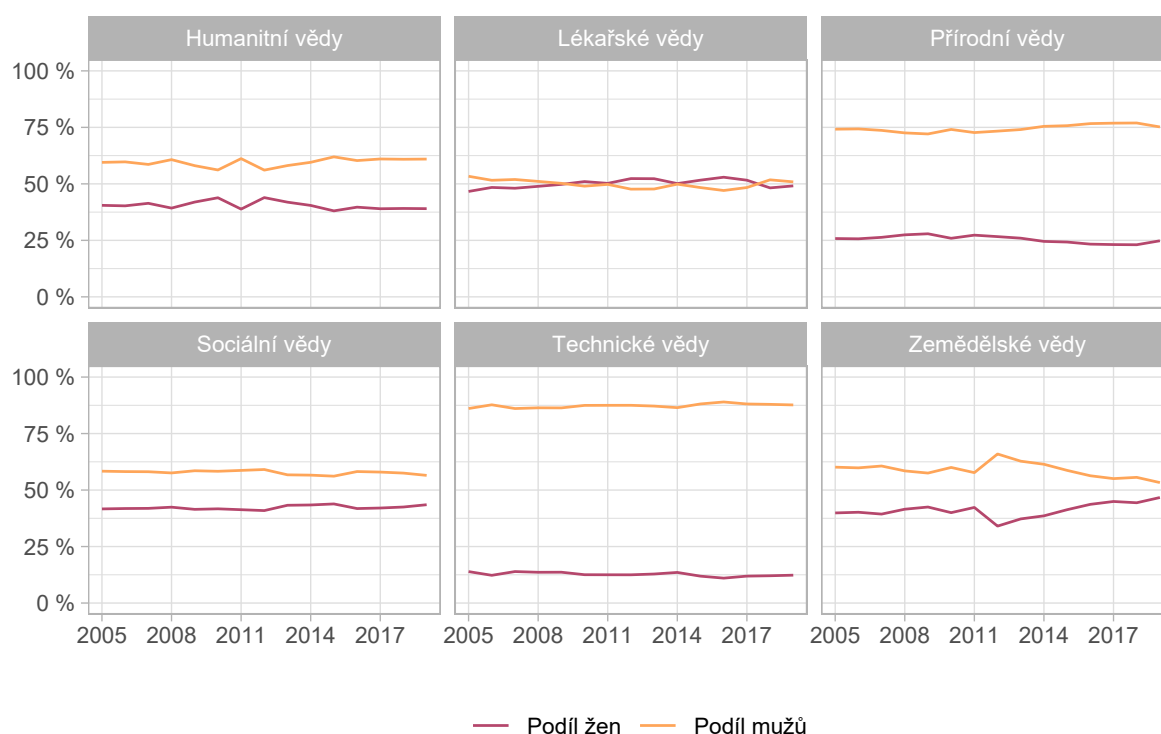 Humanitní vědy Lékařské vědy Přírodní vědy
100 %
75 %
50 %
25 %
0 %
Sociální vědy Technické vědy Zemědělské vědy
100 %
75 %
50 %
25 %
0 %
2005 2008 2011 2014 2017 2005 2008 2011 2014 2017 2005 2008 2011 2014 2017
Podíl žen Podíl mužů